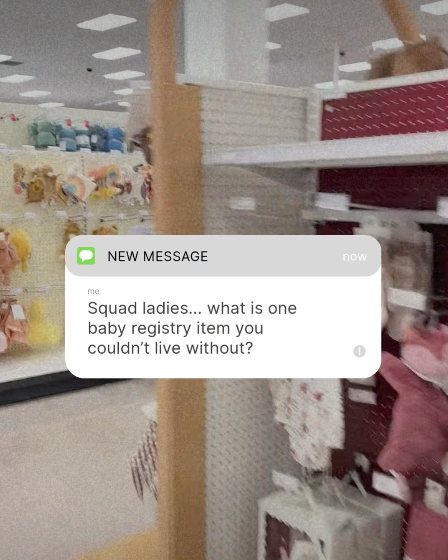 NEW MESSAGE
now
me
Squad ladies... what is one
baby registry item you
couldn’t live without?